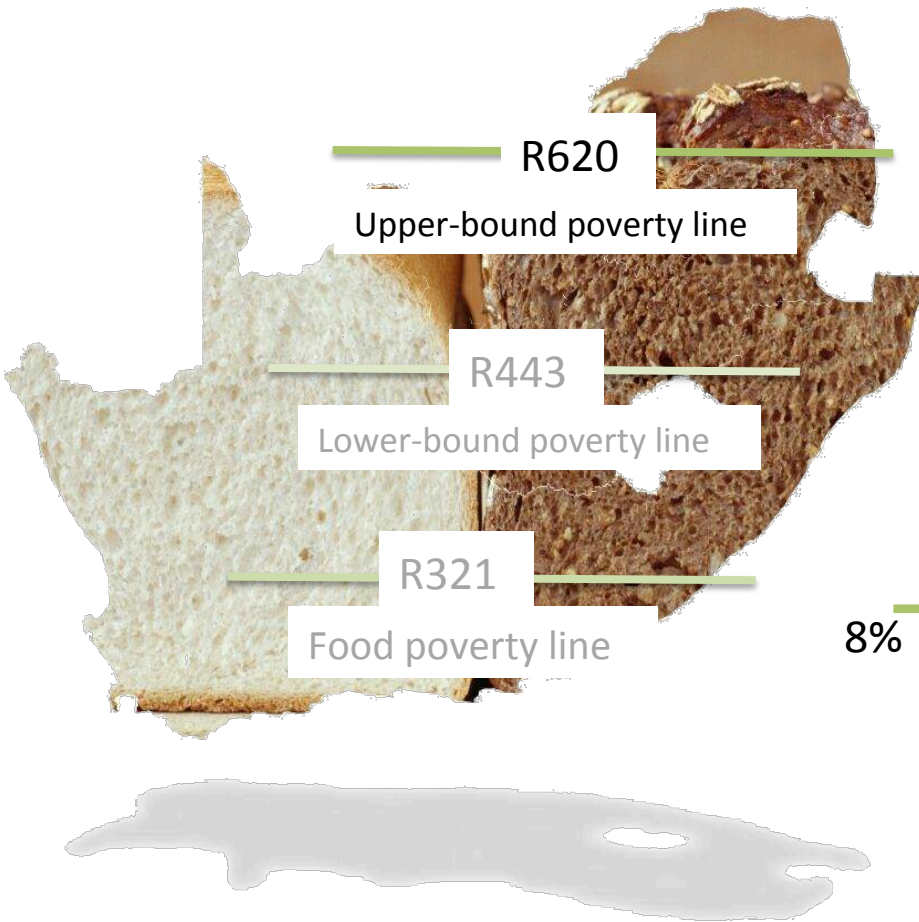 R620
Upper-bound poverty line
R443
Lower-bound poverty line
R321
Food poverty line
8%